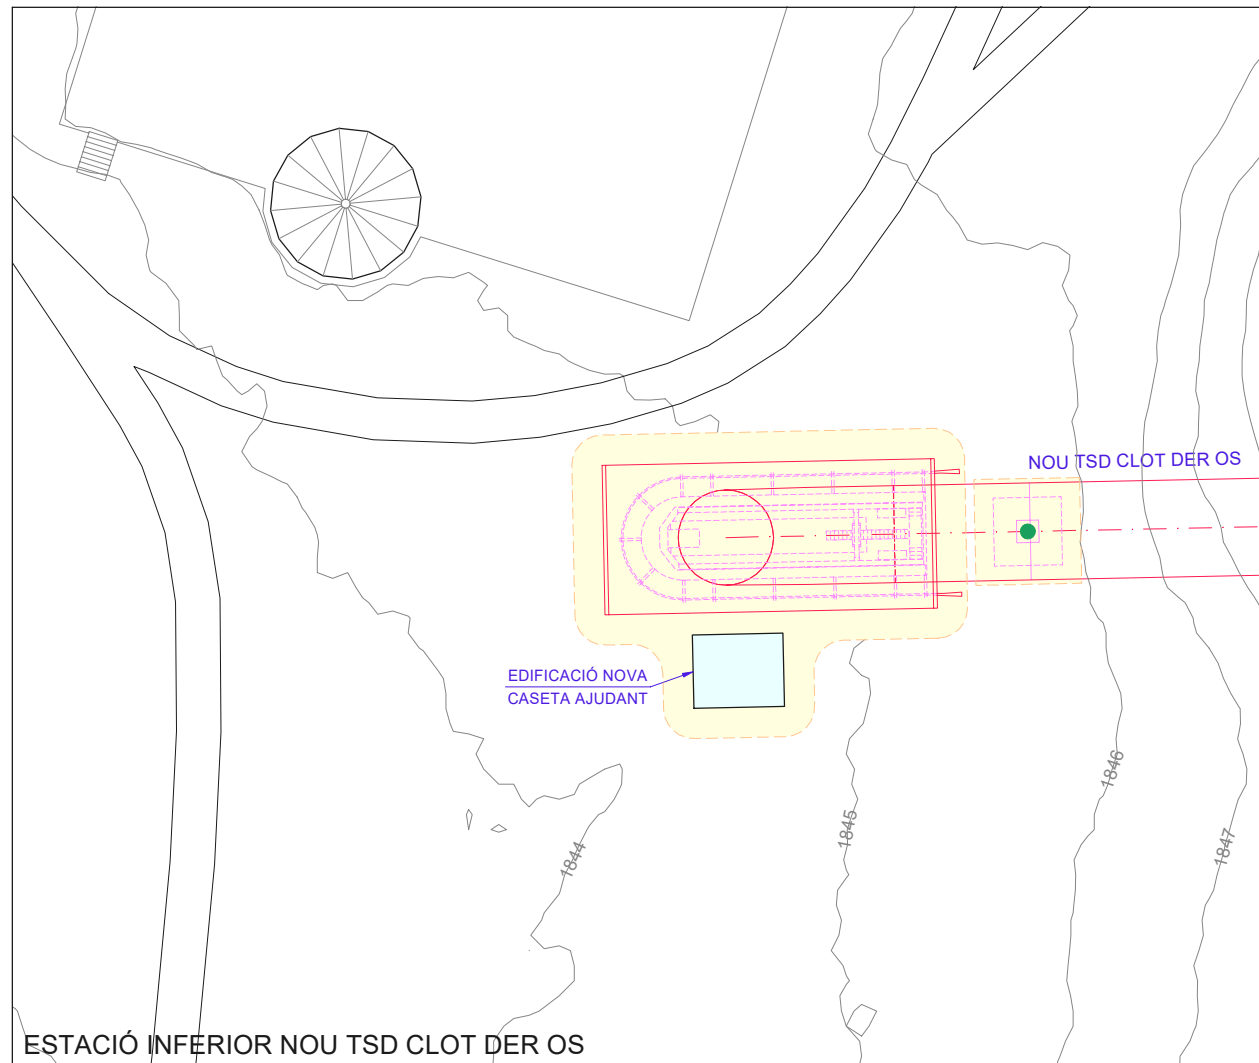 NOU TSD CLOT DER OS
EDIFICACIÓ NOVA
CASETA AJUDANT
1846
1845
1844
1847
ESTACIÓ INFERIOR NOU TSD CLOT DER OS